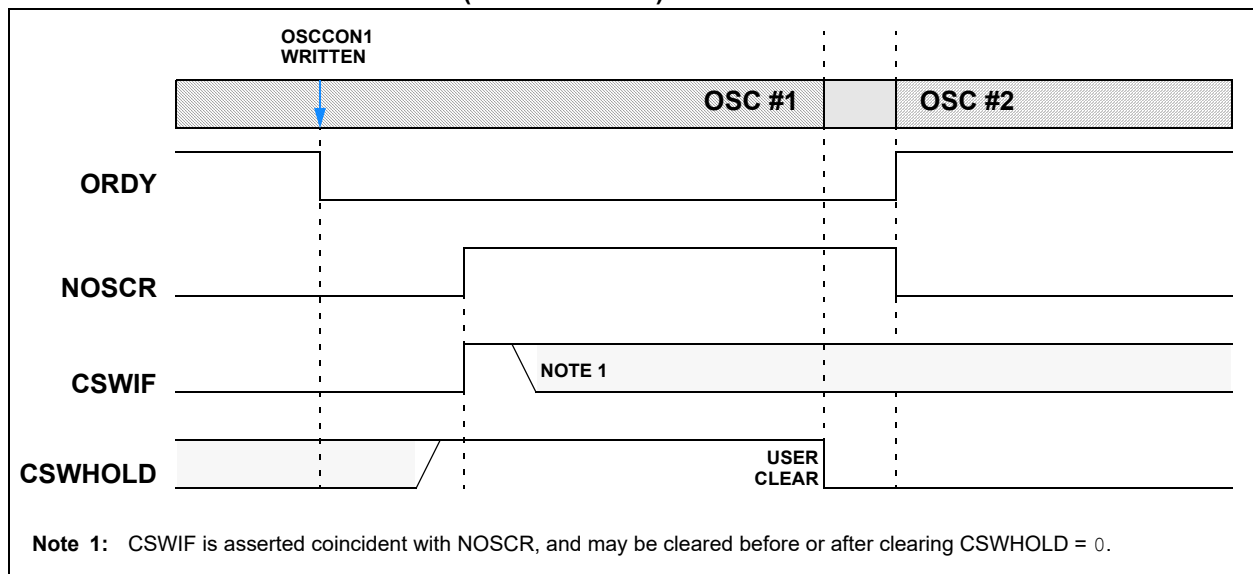 OSCCON1
WRITTEN
OSC #1
OSC #2
ORDY
NOSCR
CSWIF
NOTE 1
CSWHOLD
USER
CLEAR
Note 1: CSWIF is asserted coincident with NOSCR, and may be cleared before or after clearing CSWHOLD = 0.